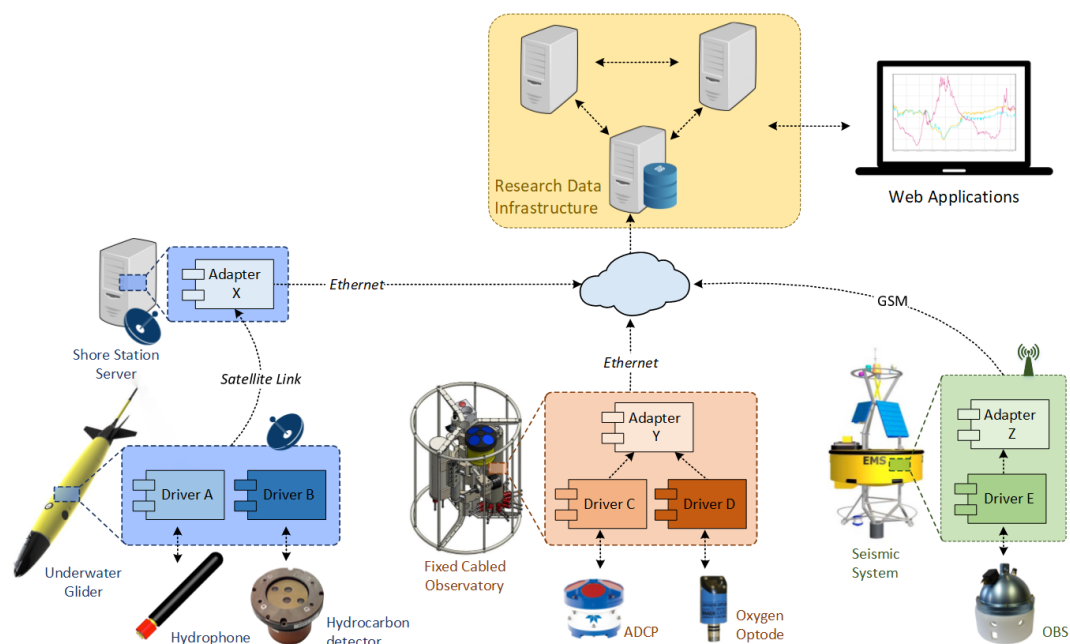 Research Data
Infrastructure
Web Applications
Adapter
X
Ethernet
GSM
Shore Station
Server
Satellite Link
Ethernet
Adapter
Y
Adapter
Z
EMS
Driver A
Driver B
Driver C
Driver D
Driver E
Underwater
Glider
Fixed Cabled
Observatory
Seismic
System
Hydrophone
Hydrocarbon
detector
ADCP
Oxygen
Optode
OBS